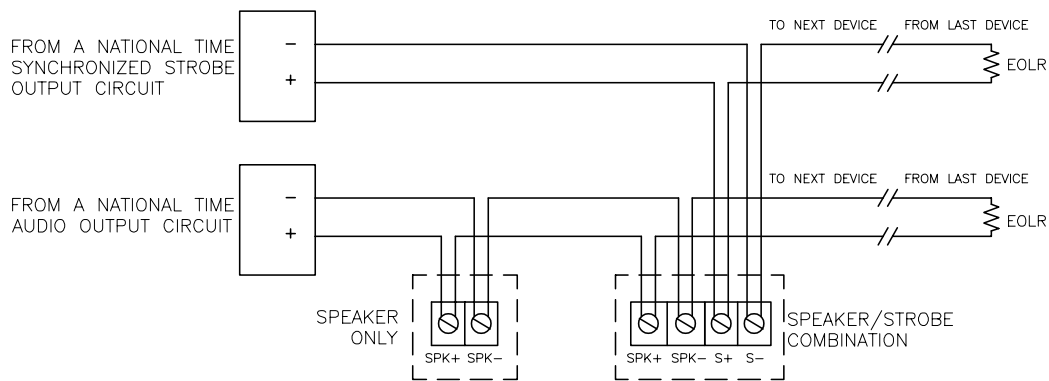 TO NEXT DEVICE
FROM LAST DEVICE
FROM A NATIONAL TIME
SYNCHRONIZED STROBE
OUTPUT CIRCUIT
−
+
EOLR
TO NEXT DEVICE
FROM LAST DEVICE
FROM A NATIONAL TIME
AUDIO OUTPUT CIRCUIT
−
+
EOLR
SPEAKER
ONLY
SPK+ SPK−
SPK+ SPK− S+ S−
SPEAKER/STROBE
COMBINATION